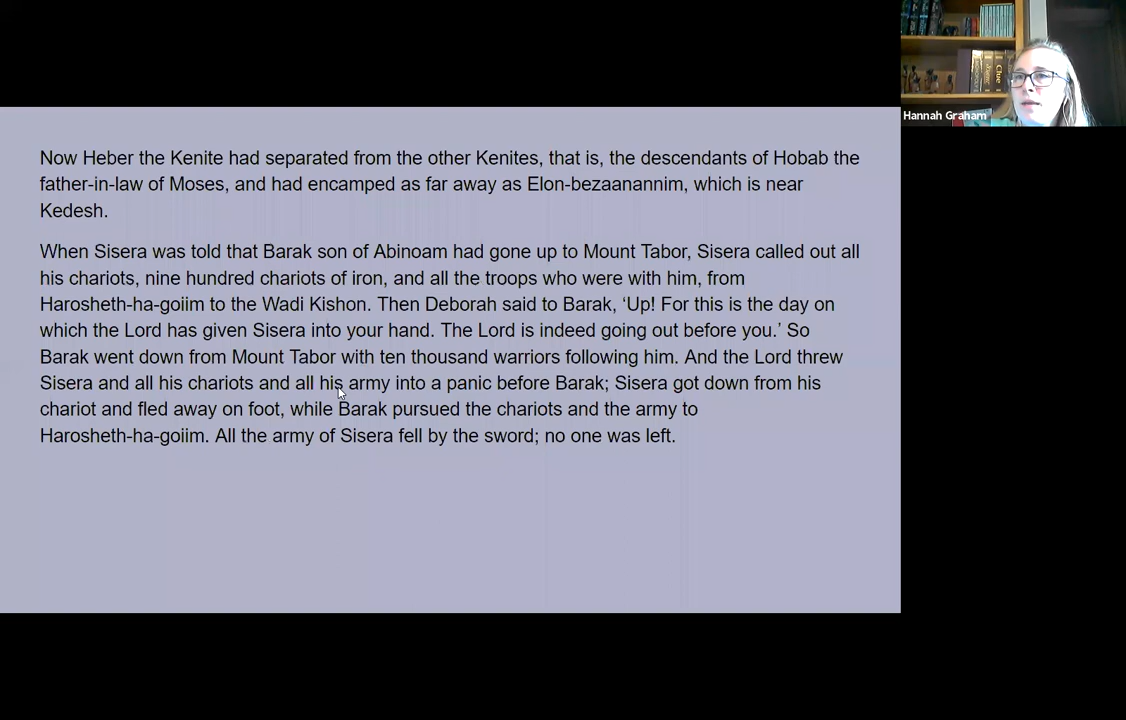 Now Heber the Kenite had separated from the other Kenites, that is, the descendants of Hobab the
father-in-law of Moses, and had encamped as far away as Elon-bezaanannim, which is near
Kedesh.
When Sisera was told that Barak son of Abinoam had gone up to Mount Tabor, Sisera called out all
his chariots, nine hundred chariots of iron, and all the troops who were with him, from
Harosheth-ha-goiim to the Wadi Kishon. Then Deborah said to Barak, ‘Up! For this is the day on
which the Lord has given Sisera into your hand. The Lord is indeed going out before you.’ So
Barak went down from Mount Tabor with ten thousand warriors following him. And the Lord threw
Sisera and all his chariots and all his army into a panic before Barak; Sisera got down from his
chariot and fled away on foot, while Barak pursued the chariots and the army to
Harosheth-ha-goiim. All the army of Sisera fell by the sword; no one was left.
Clue
Hannah Graham